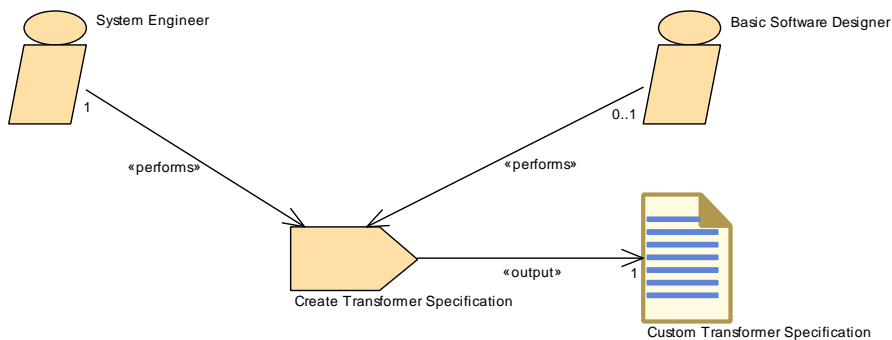 System Engineer
Basic Software Designer
1
0..1
«performs»
«performs»
«output»
1
Create Transformer Specification
Custom Transformer Specification